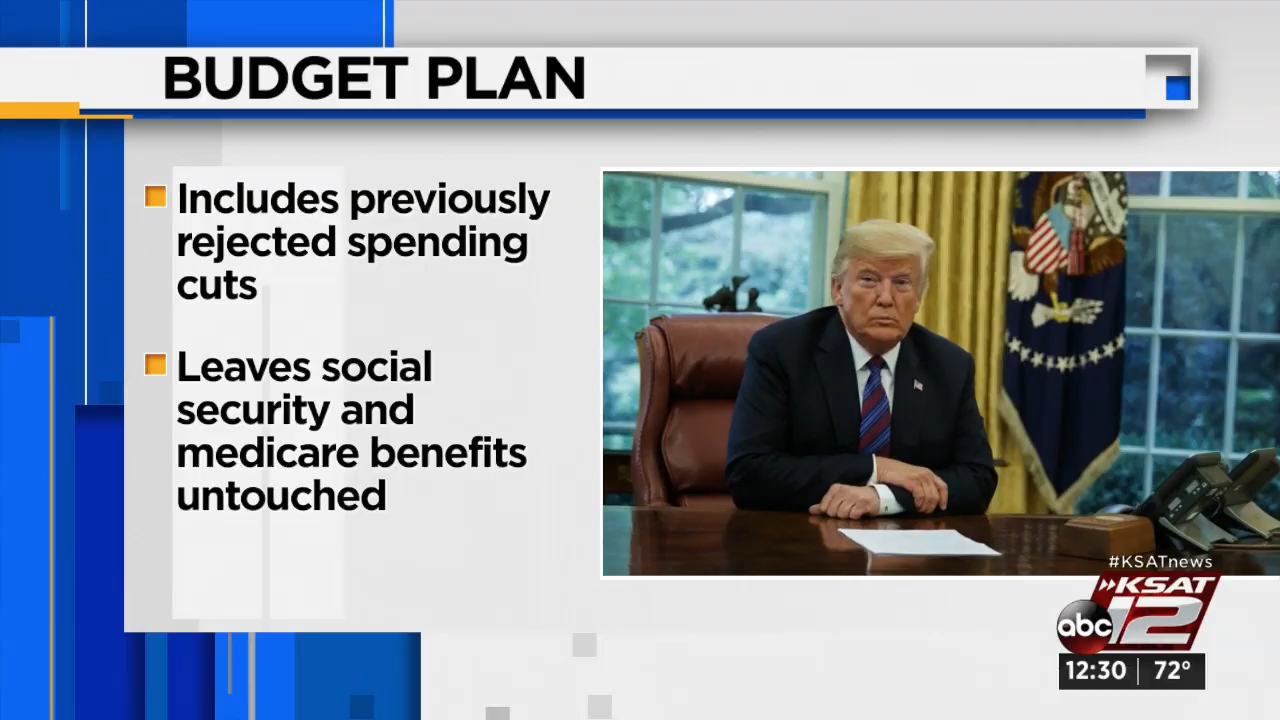 BUDGET PLAN
Includes previously
rejected spending
cuts
Leaves social
security and
medicare benefits
untouched
#KSATnews
KSAT
abc 12
12:30 72°